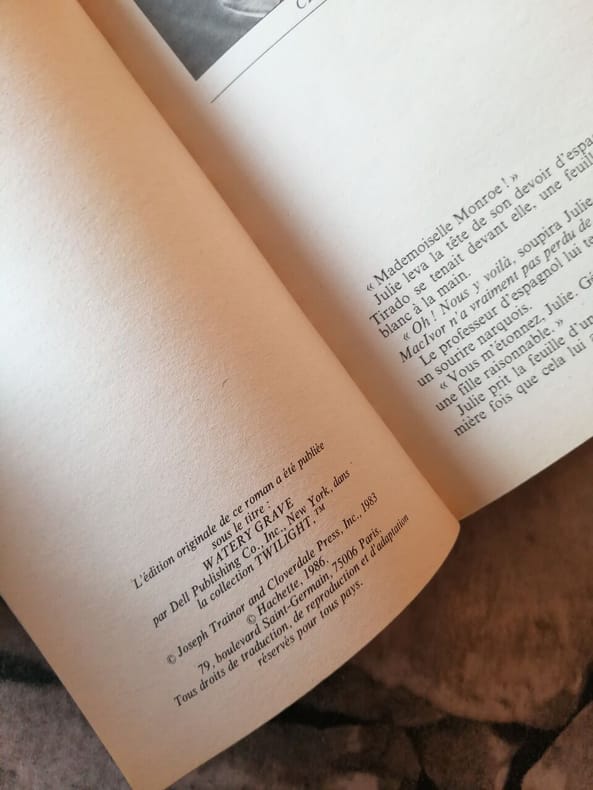 L'édition originale de ce roman a été publiée
sous le titre :
WATERY GRAVE
par Dell Publishing Co., Inc., New York, dans
la collection TWILIGHT.™
© Joseph Trainor and Cloverdale Press, Inc., 1983
© Hachette, 1986.
79, boulevard Saint-Germain, 75006 Paris.
Tous droits de traduction, de reproduction et d'adaptation
réservés pour tous pays.
« Mademoiselle Monroe ! »
Julie leva la tête de son devoir d'espa
Tirado se tenait devant elle, une feuill
blanc à la main.
« Oh ! Nous y voilà, soupira Julie
MacIvor n'a vraiment pas perdu de
Le professeur d'espagnol lui te
un sourire narquois.
« Vous m'étonnez, Julie. Gé
une fille raisonnable. »
Julie prit la feuille d'un
mière fois que cela lui a